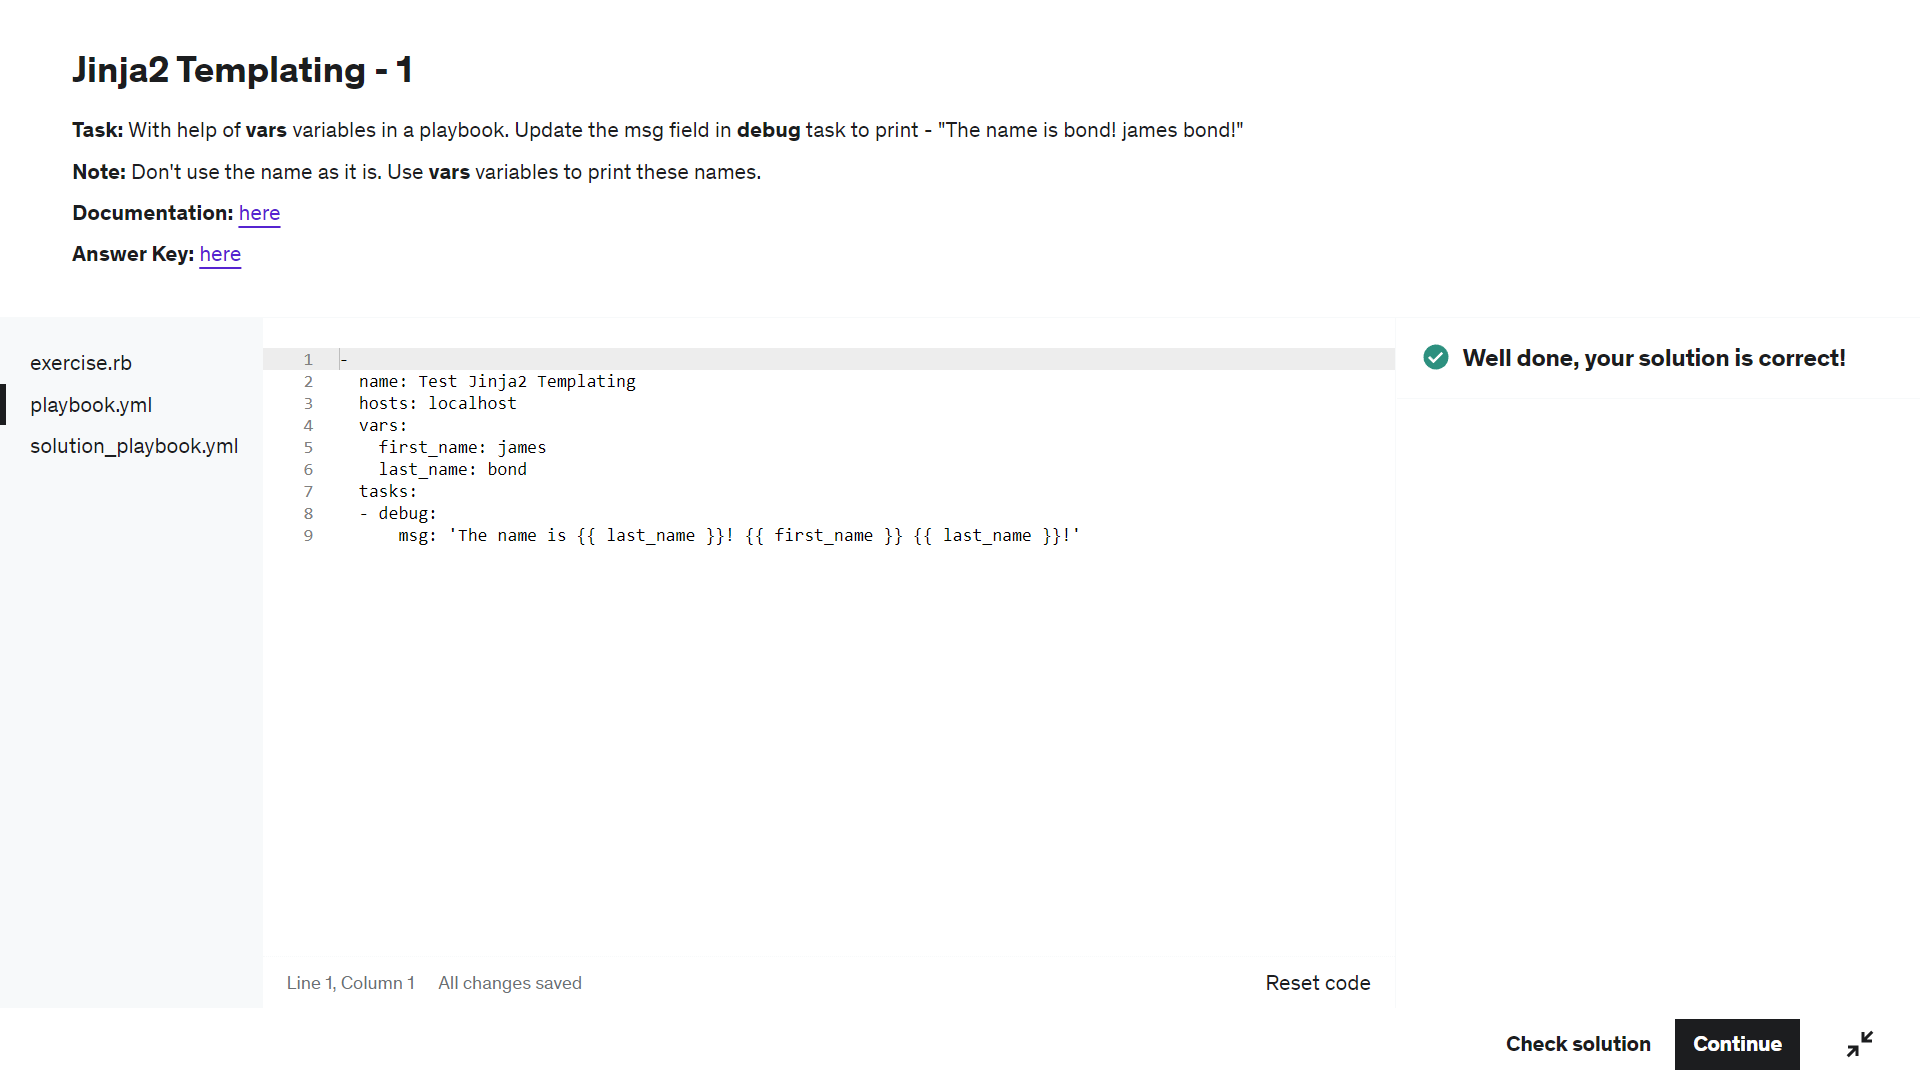 Jinja2 Templating - 1
Task: With help of vars variables in a playbook. Update the msg field in debug task to print - "The name is bond! james bond!"
Note: Don't use the name as it is. Use vars variables to print these names.
Documentation: here
Answer Key: here
exercise.rb
playbook.yml
solution_playbook.yml
1 -
2   name: Test Jinja2 Templating
3   hosts: localhost
4   vars:
5     first_name: james
6     last_name: bond
7   tasks:
8   - debug:
9       msg: 'The name is {{ last_name }}! {{ first_name }} {{ last_name }}!'
Well done, your solution is correct!
Line 1, Column 1 All changes saved
Reset code
Check solution
Continue